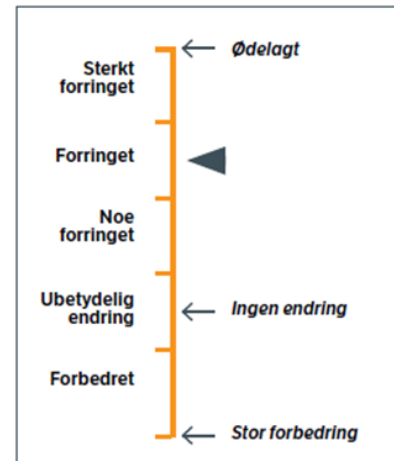 Ødelagt
Sterkt
forringet
Forringet
Noe
forringet
Ubetydelig
endring
Ingen endring
Forbedret
Stor forbedring